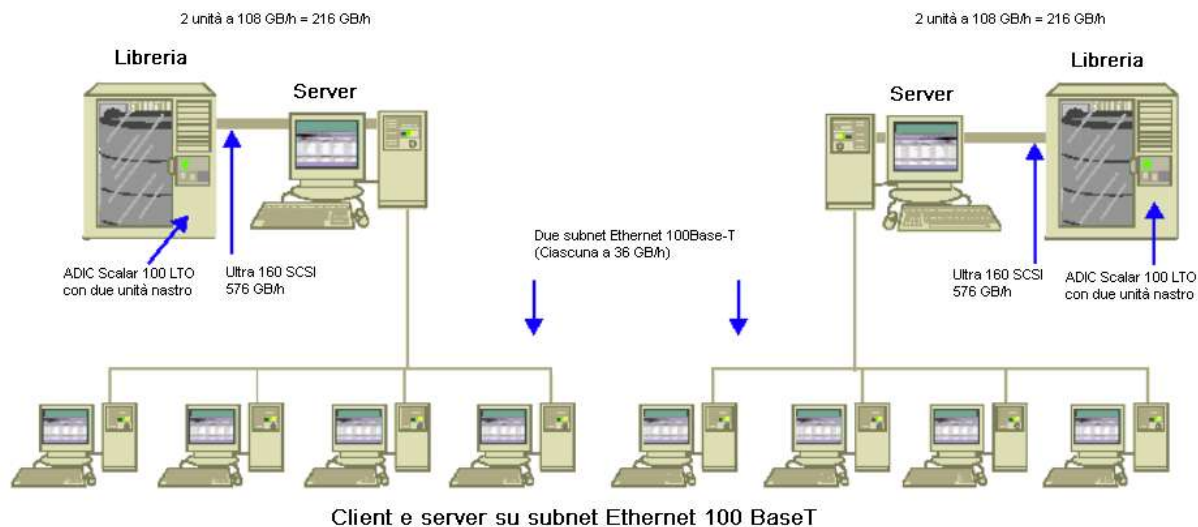 2 unità a 108 GB/h = 216 GB/h
2 unità a 108 GB/h = 216 GB/h
Libreria
Server
Server
Libreria
ADIC Scalar 100 LTO
con due unità nastro
Ultra 160 SCSI
576 GB/h
Due subnet Ethernet 100Base-T
(Ciascuna a 36 GB/h)
Ultra 160 SCSI
576 GB/h
ADIC Scalar 100 LTO
con due unità nastro
Client e server su subnet Ethernet 100 BaseT